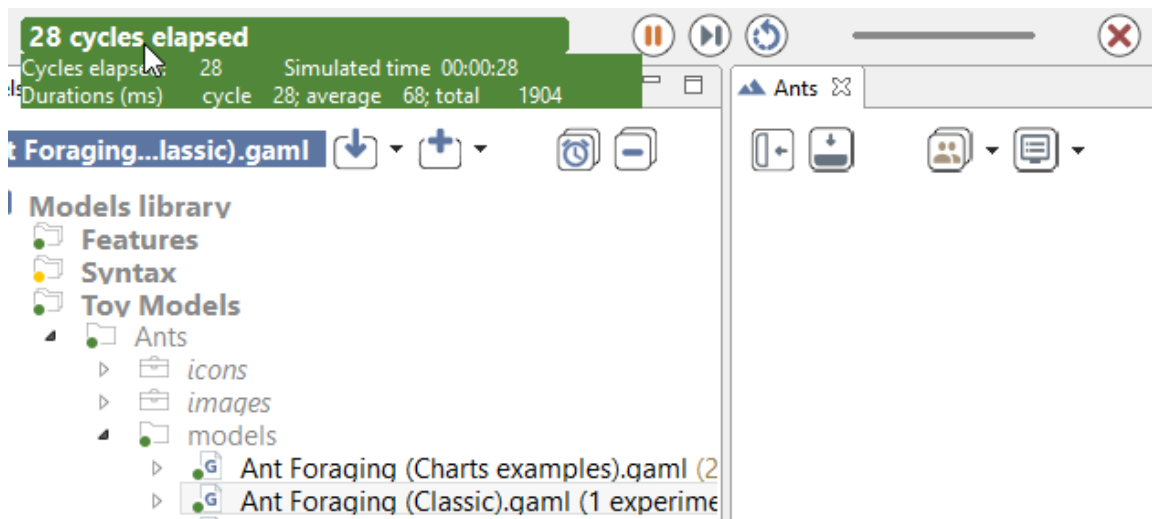 28 cycles elapsed
Cycles elapsed: 28 Simulated time 00:00:28
Durations (ms) cycle 28; average 68; total 1904
Ants
t Foraging...lassic).gaml
Models library
Features
Syntax
Toy Models
Ants
icons
images
models
G Ant Foraging (Charts examples).gaml (2
G Ant Foraging (Classic).gaml (1 experime